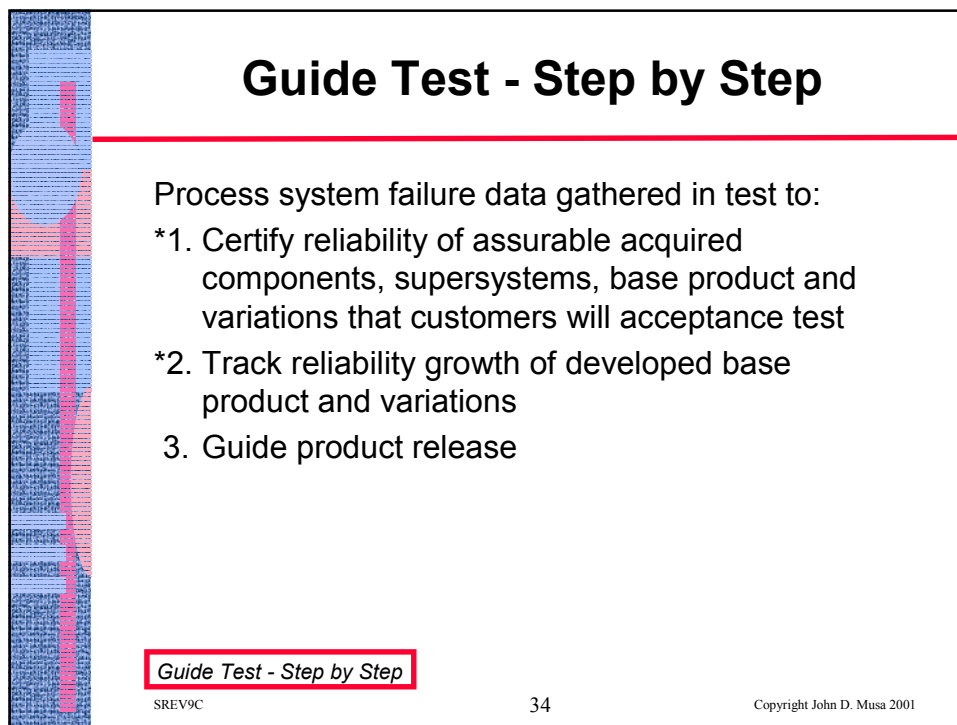 Guide Test - Step by Step
Process system failure data gathered in test to:
*1. Certify reliability of assurable acquired
components, supersystems, base product and
variations that customers will acceptance test
*2. Track reliability growth of developed base
product and variations
3. Guide product release
Guide Test - Step by Step
SREV9C
34
Copyright John D. Musa 2001